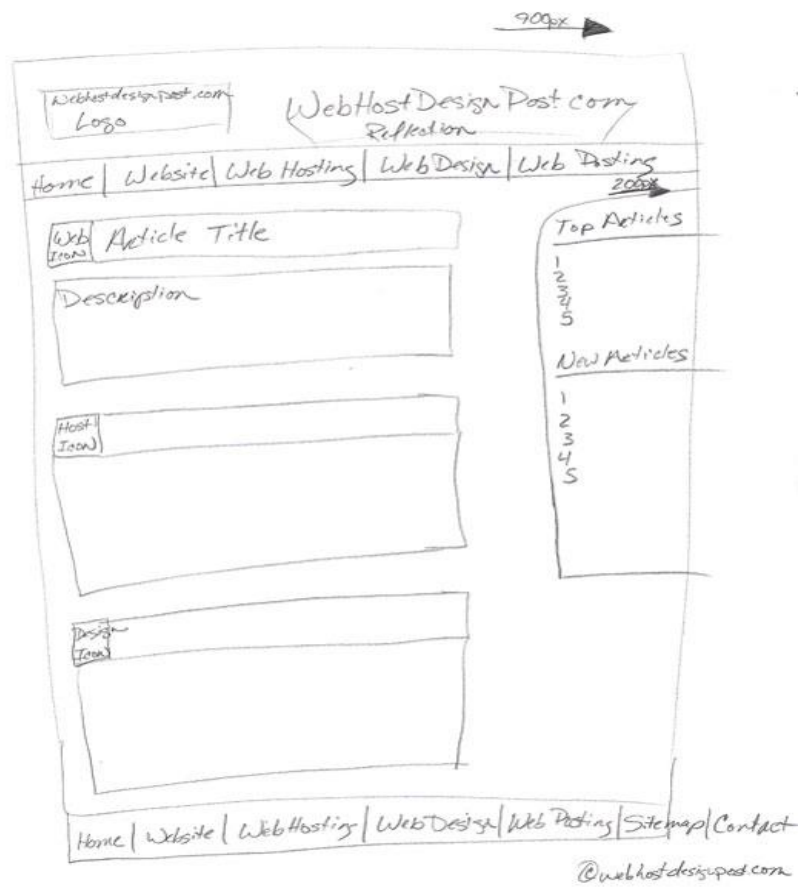 900px
Webhostdesignpost.com
Logo
WebHostDesignPost.com
Reflection
Home | Website | Web Hosting | Web Design | Web Posting
200px
Web
Icon
Article Title
Top Articles
1
2
3
4
5
Description
New Articles
1
2
3
4
5
Host
Icon
Design
Icon
Home | Website | Web Hosting | Web Design | Web Posting | Sitemap | Contact
©webhostdesignpost.com